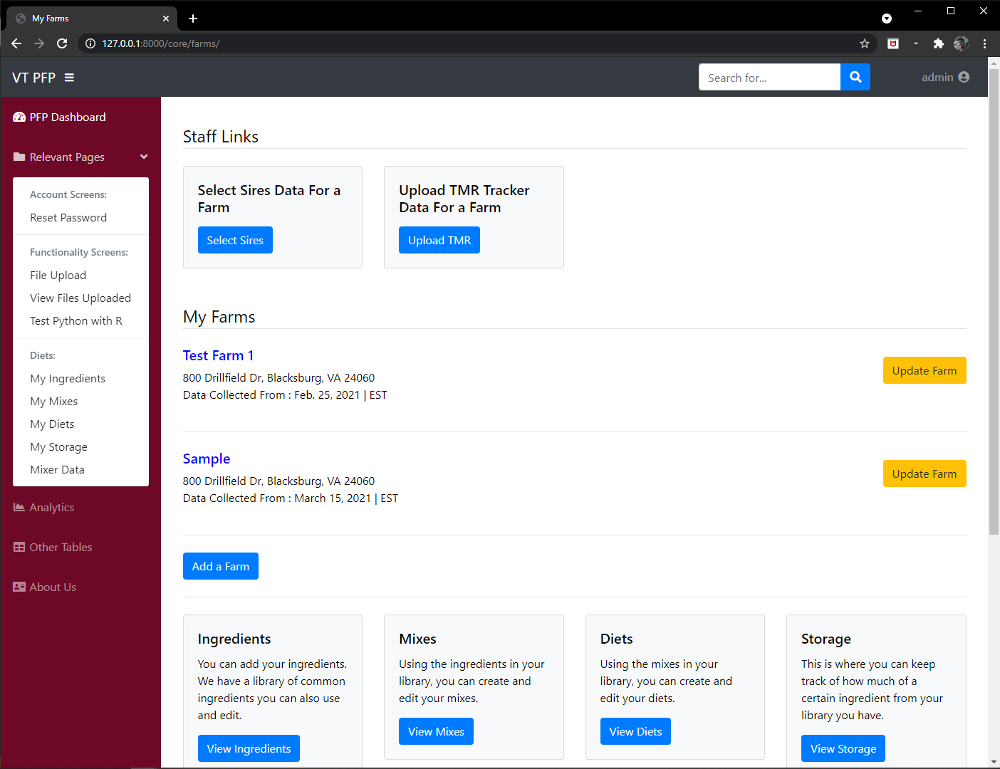 My Farms
127.0.0.1:8000/core/farms/
VT PFP
Search for...
admin
PFP Dashboard
Relevant Pages
Account Screens:
Reset Password
Functionality Screens:
File Upload
View Files Uploaded
Test Python with R
Diets:
My Ingredients
My Mixes
My Diets
My Storage
Mixer Data
Analytics
Other Tables
About Us
Staff Links
Select Sires Data For a
Farm
Select Sires
Upload TMR Tracker
Data For a Farm
Upload TMR
My Farms
Test Farm 1
800 Drillfield Dr, Blacksburg, VA 24060
Data Collected From : Feb. 25, 2021 | EST
Update Farm
Sample
800 Drillfield Dr, Blacksburg, VA 24060
Data Collected From : March 15, 2021 | EST
Update Farm
Add a Farm
Ingredients
You can add your ingredients.
We have a library of common
ingredients you can also use
and edit.
View Ingredients
Mixes
Using the ingredients in your
library, you can create and
edit your mixes.
View Mixes
Diets
Using the mixes in your
library, you can create and
edit your diets.
View Diets
Storage
This is where you can keep
track of how much of a
certain ingredient from your
library you have.
View Storage